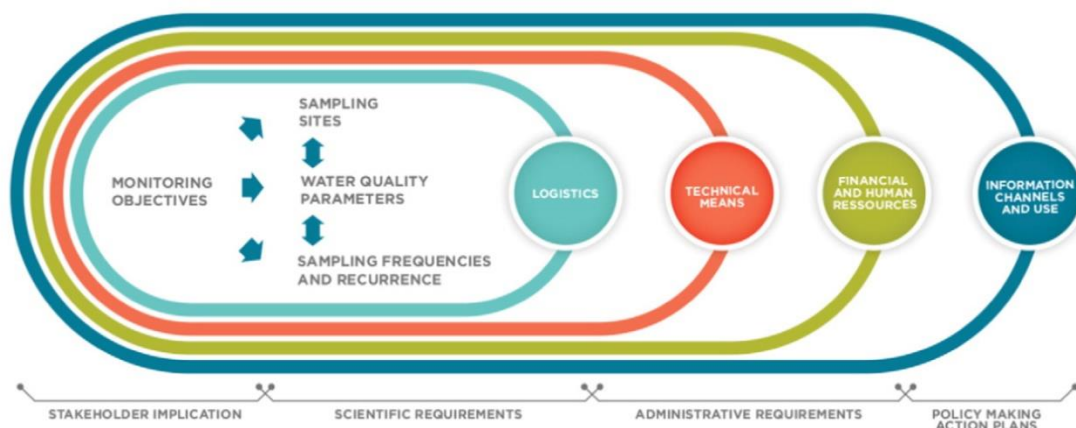 SAMPLING
SITES
MONITORING
OBJECTIVES
WATER QUALITY
PARAMETERS
SAMPLING FREQUENCIES
AND RECURRENCE
LOGISTICS
TECHNICAL
MEANS
FINANCIAL
AND HUMAN
RESSOURCES
INFORMATION
CHANNELS
AND USE
STAKEHOLDER IMPLICATION
SCIENTIFIC REQUIREMENTS
ADMINISTRATIVE REQUIREMENTS
POLICY MAKING
ACTION PLANS